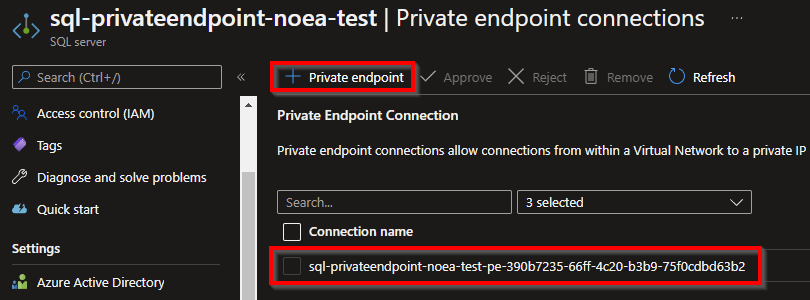 sql-privateendpoint-noea-test | Private endpoint connections ...
SQL server
Search (Ctrl+/)
«
Access control (IAM)
Tags
Diagnose and solve problems
Quick start
Settings
Azure Active Directory
+ Private endpoint
Approve
Reject
Remove
Refresh
Private Endpoint Connection
Private endpoint connections allow connections from within a Virtual Network to a private IP
Search...
3 selected
Connection name
sql-privateendpoint-noea-test-pe-390b7235-66ff-4c20-b3b9-75f0cdbd63b2